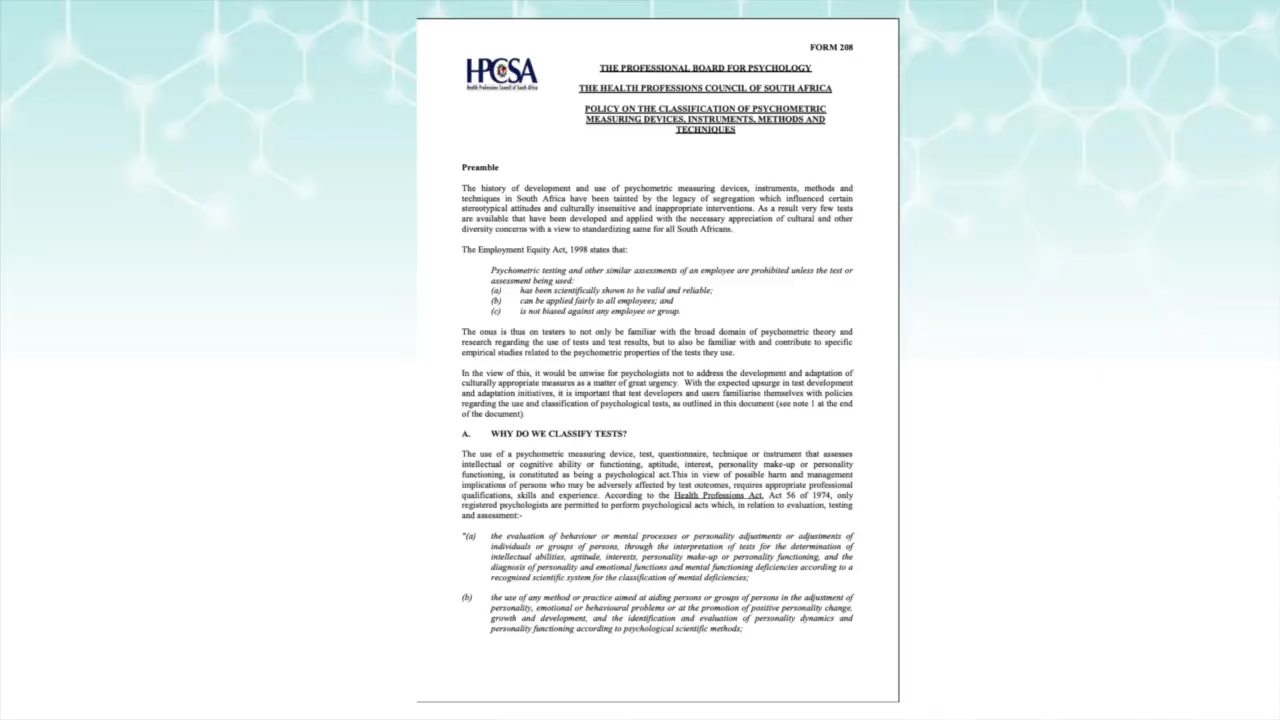 FORM 208
HPCSA
Health Professions Council of South Africa
THE PROFESSIONAL BOARD FOR PSYCHOLOGY
THE HEALTH PROFESSIONS COUNCIL OF SOUTH AFRICA
POLICY ON THE CLASSIFICATION OF PSYCHOMETRIC
MEASURING DEVICES, INSTRUMENTS, METHODS AND
TECHNIQUES
Preamble
The history of development and use of psychometric measuring devices, instruments, methods and
techniques in South Africa have been tainted by the legacy of segregation which influenced certain
stereotypical attitudes and culturally insensitive and inappropriate interventions. As a result very few tests
are available that have been developed and applied with the necessary appreciation of cultural and other
diversity concerns with a view to standardizing same for all South Africans.
The Employment Equity Act, 1998 states that:
Psychometric testing and other similar assessments of an employee are prohibited unless the test or
assessment being used:
(a) has been scientifically shown to be valid and reliable;
(b) can be applied fairly to all employees; and
(c) is not biased against any employee or group.
The onus is thus on testers to not only be familiar with the broad domain of psychometric theory and
research regarding the use of tests and test results, but to also be familiar with and contribute to specific
empirical studies related to the psychometric properties of the tests they use.
In the view of this, it would be unwise for psychologists not to address the development and adaptation of
culturally appropriate measures as a matter of great urgency. With the expected upsurge in test development
and adaptation initiatives, it is important that test developers and users familiarise themselves with policies
regarding the use and classification of psychological tests, as outlined in this document (see note 1 at the end
of the document)
A. WHY DO WE CLASSIFY TESTS?
The use of a psychometric measuring device, test, questionnaire, technique or instrument that assesses
intellectual or cognitive ability or functioning, aptitude, interest, personality make-up or personality
functioning, is constituted as being a psychological act.This in view of possible harm and management
implications of persons who may be adversely affected by test outcomes, requires appropriate professional
qualifications, skills and experience. According to the Health Professions Act, Act 56 of 1974, only
registered psychologists are permitted to perform psychological acts which, in relation to evaluation, testing
and assessment:-
"(a) the evaluation of behaviour or mental processes or personality adjustments or adjustments of
individuals or groups of persons, through the interpretation of tests for the determination of
intellectual abilities, aptitude, interests, personality make-up or personality functioning, and the
diagnosis of personality and emotional functions and mental functioning deficiencies according to a
recognised scientific system for the classification of mental deficiencies;
(b) the use of any method or practice aimed at aiding persons or groups of persons in the adjustment of
personality, emotional or behavioural problems or at the promotion of positive personality change,
growth and development, and the identification and evaluation of personality dynamics and
personality functioning according to psychological scientific methods;